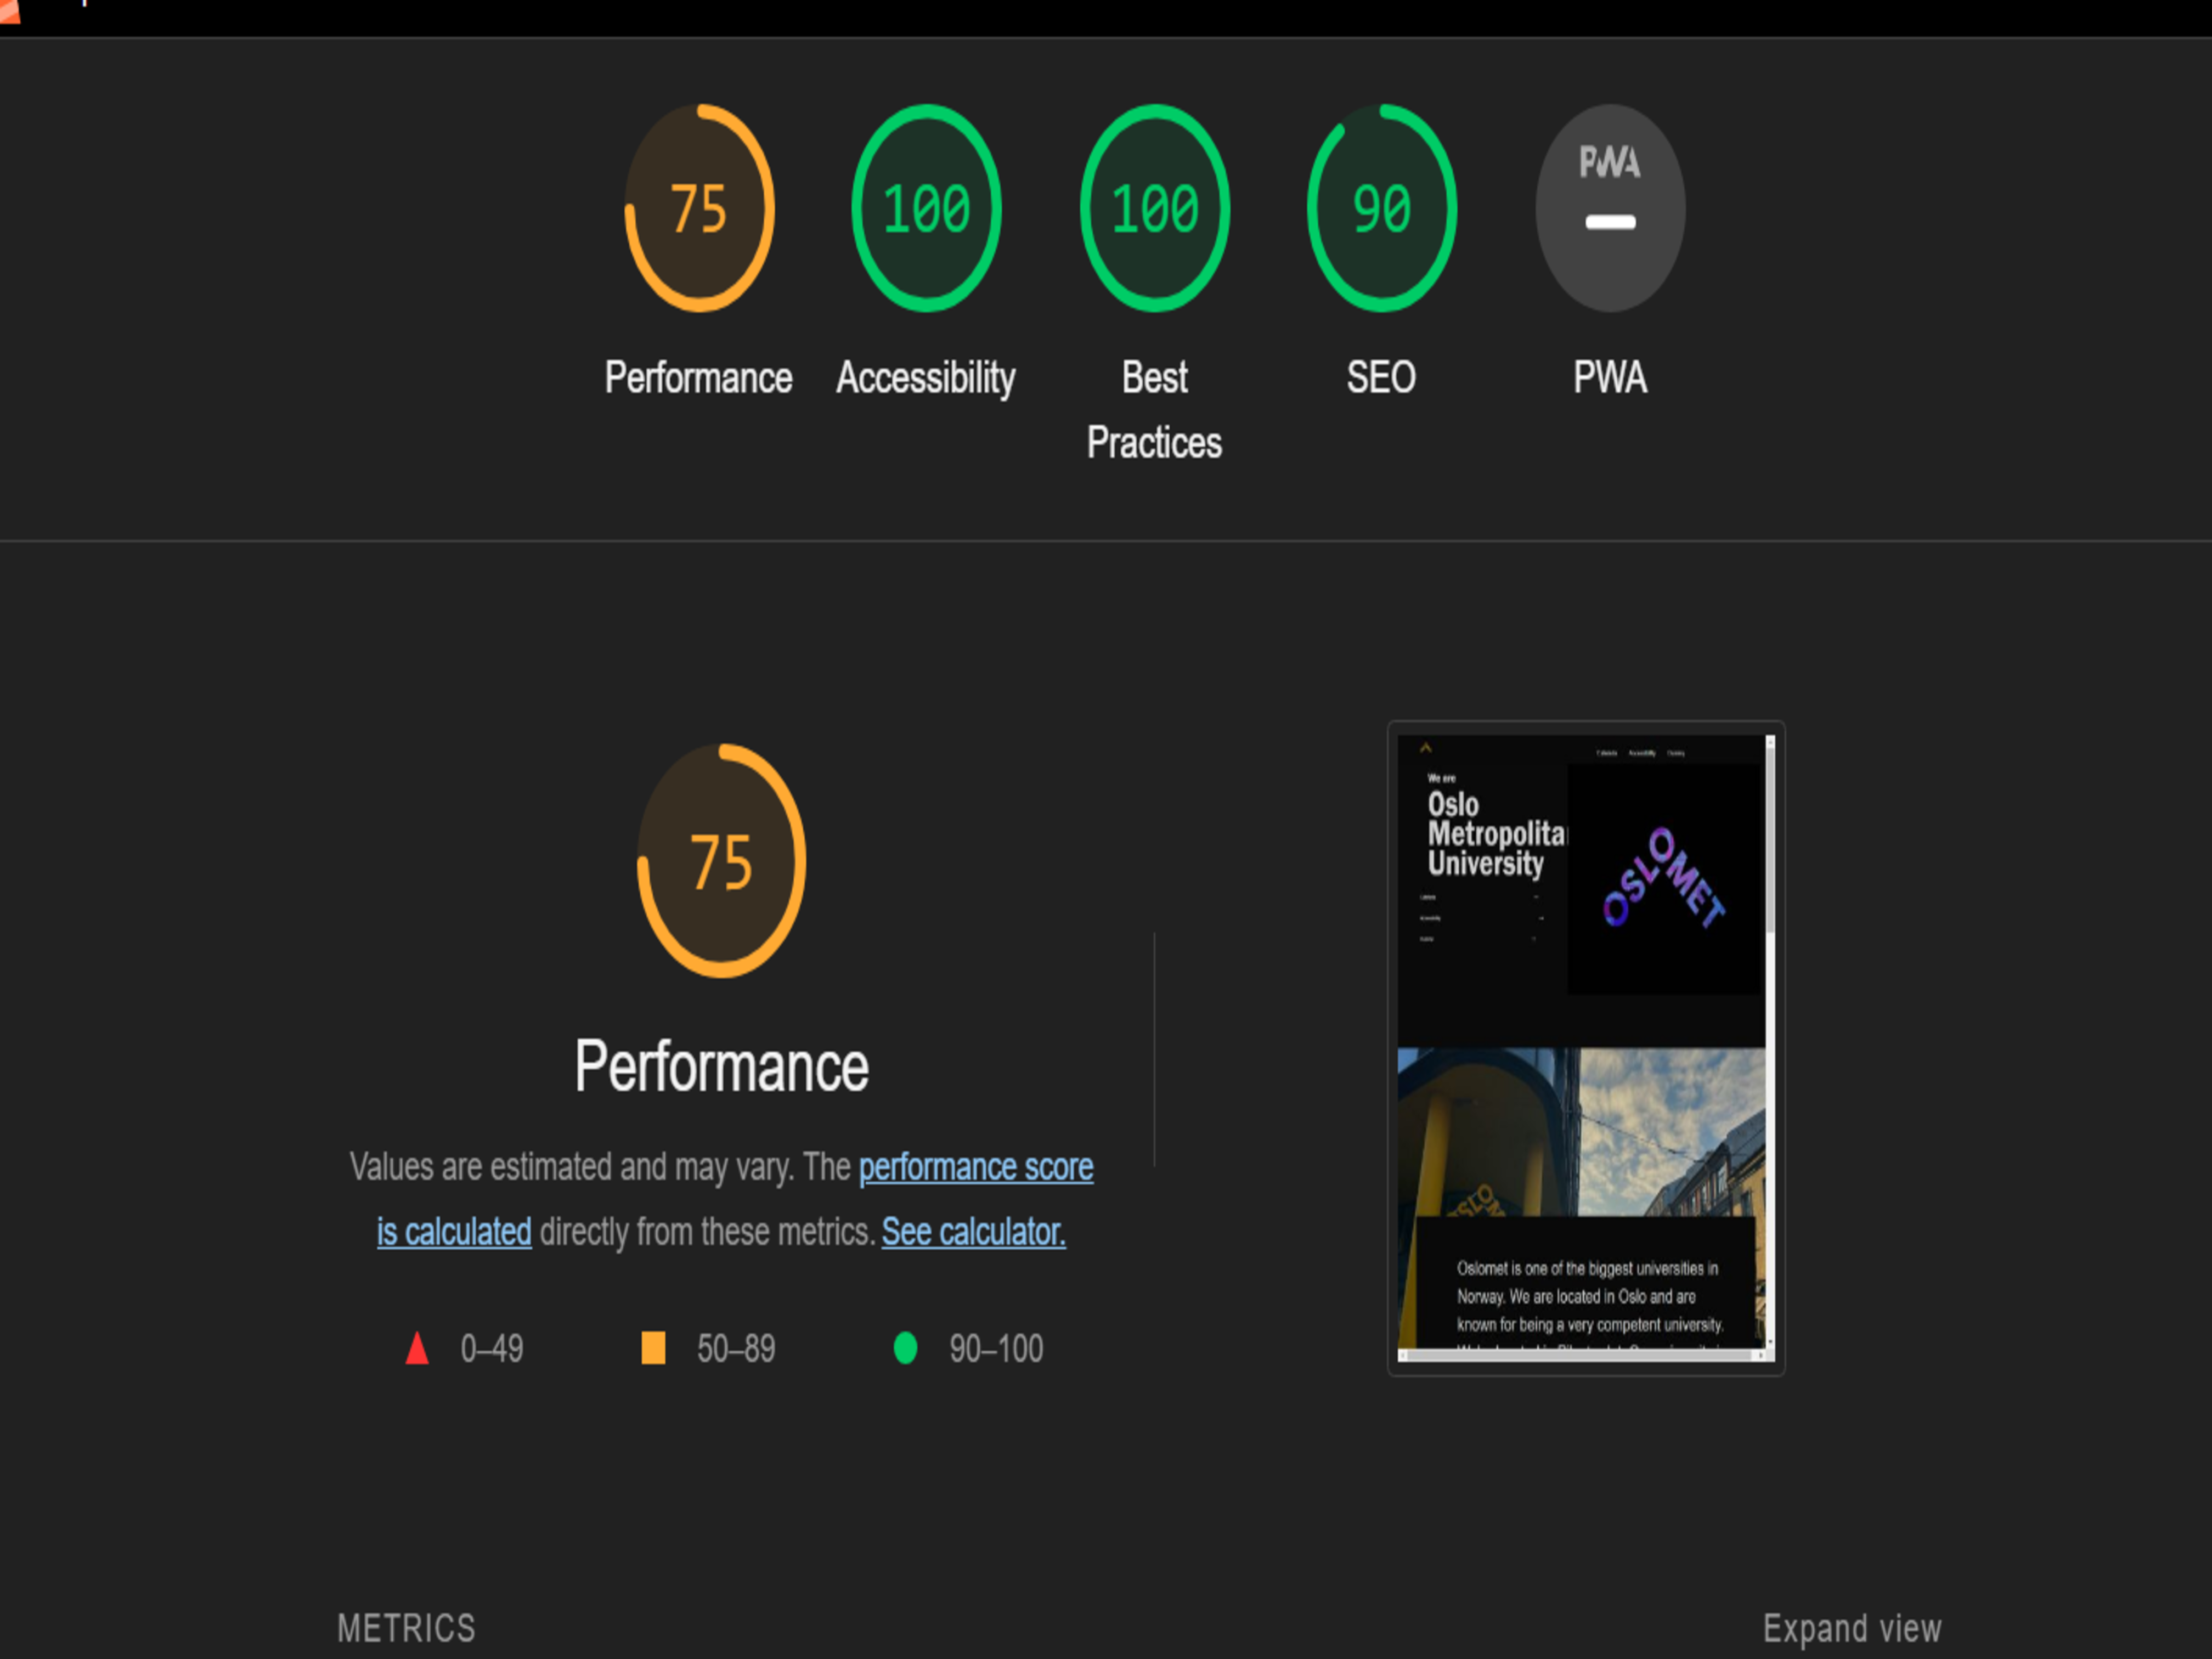 75
100
100
90
PWA
Performance
Accessibility
Best
Practices
SEO
PWA
75
Performance
Values are estimated and may vary. The performance score
is calculated directly from these metrics. See calculator.
0–49
50–89
90–100
We are
Oslo
Metropolita
University
OSLOMET
OSLO
Oslomet is one of the biggest universities in
Norway. We are located in Oslo and are
known for being a very competent university.
METRICS
Expand view